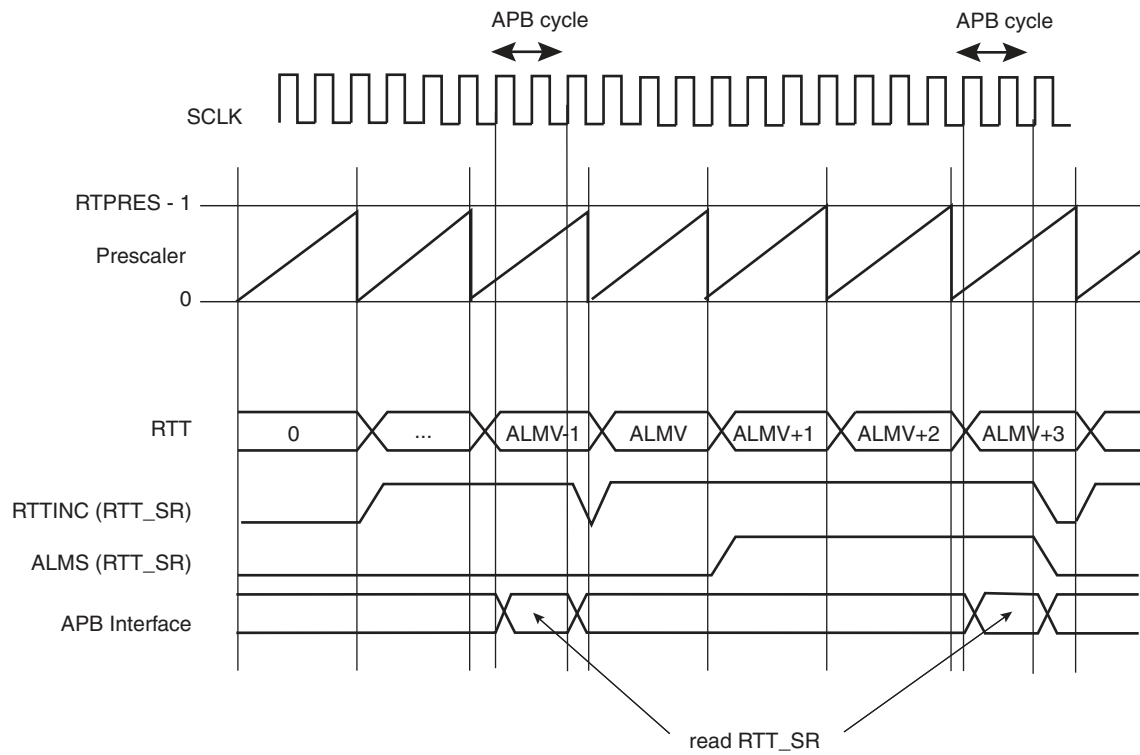 APB cycle
APB cycle
SCLK
RTPRES - 1
Prescaler
0
RTT
0
...
ALMV-1
ALMV
ALMV+1
ALMV+2
ALMV+3
RTTINC (RTT_SR)
ALMS (RTT_SR)
APB Interface
read RTT_SR